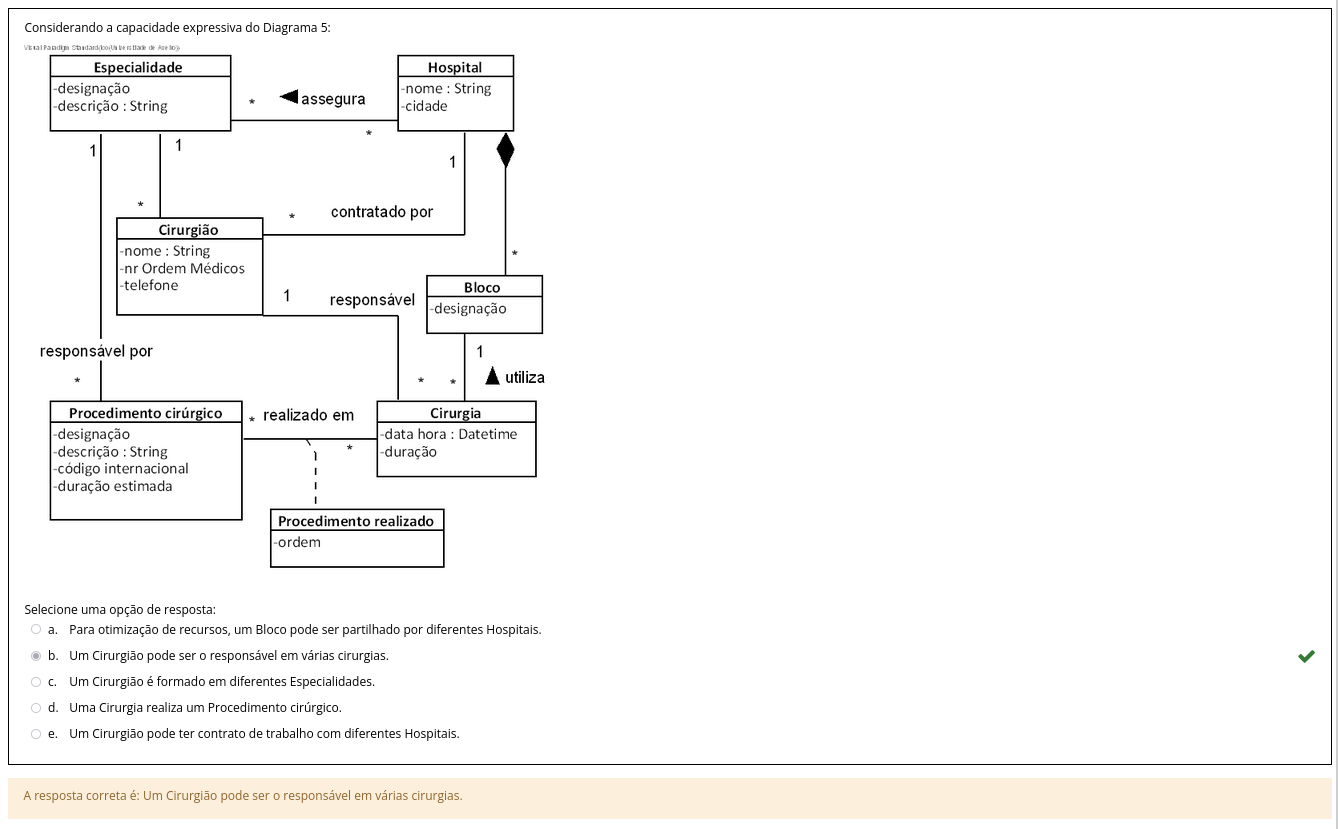 Considerando a capacidade expressiva do Diagrama 5:
Visual Paradigm Standard(ico(Universidade de Aveiro))
Especialidade
-designação
-descrição : String
* assegura
*
Hospital
-nome : String
-cidade
1
1
1
*
* contratado por
Cirurgião
-nome : String
-nr Ordem Médicos
-telefone
*
Bloco
-designação
1 responsável
responsável por
1
utiliza
*
* *
Procedimento cirúrgico
-designação
-descrição : String
-código internacional
-duração estimada
* realizado em
*
Cirurgia
-data hora : Datetime
-duração
Procedimento realizado
-ordem
Selecione uma opção de resposta:
a. Para otimização de recursos, um Bloco pode ser partilhado por diferentes Hospitais.
b. Um Cirurgião pode ser o responsável em várias cirurgias.
c. Um Cirurgião é formado em diferentes Especialidades.
d. Uma Cirurgia realiza um Procedimento cirúrgico.
e. Um Cirurgião pode ter contrato de trabalho com diferentes Hospitais.
A resposta correta é: Um Cirurgião pode ser o responsável em várias cirurgias.